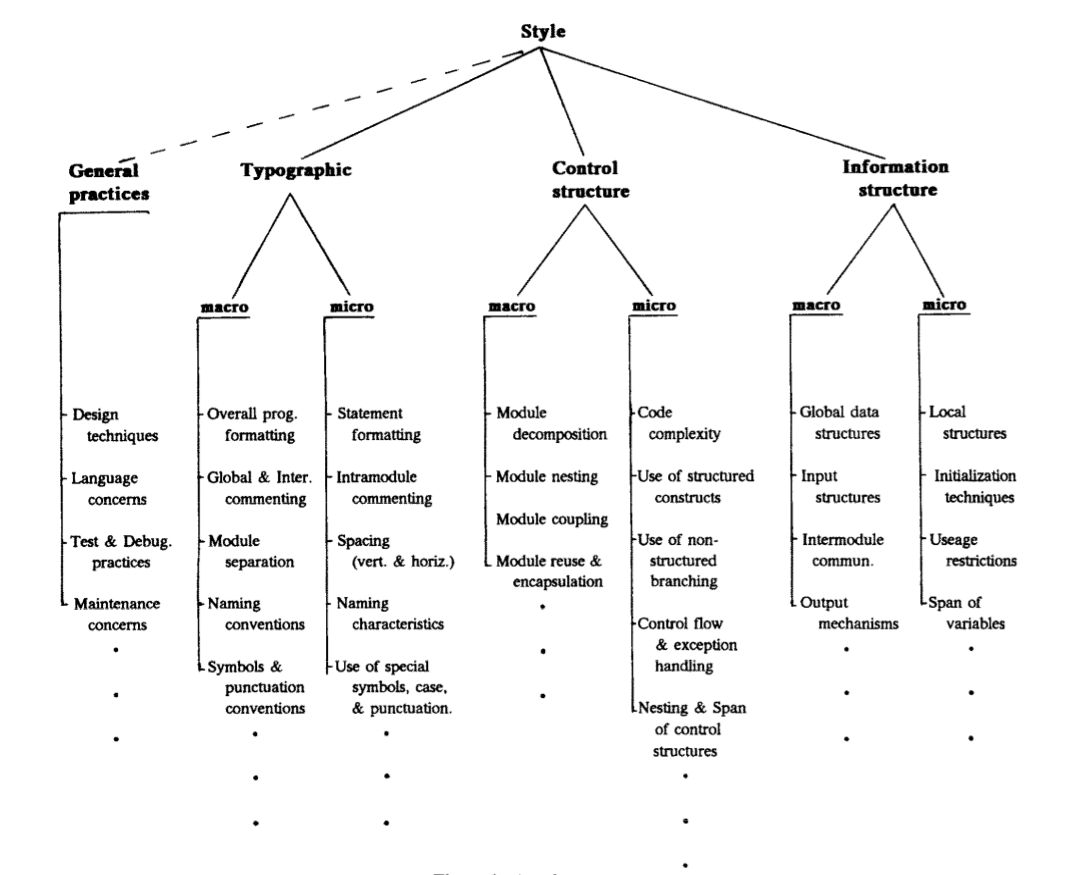 Style
General
practices
Typographic
Control
structure
Information
structure
macro
micro
macro
micro
macro
micro
Design
techniques
Language
concerns
Test & Debug.
practices
Maintenance
concerns
Overall prog.
formatting
Global & Inter.
commenting
Module
separation
Naming
conventions
Symbols &
punctuation
conventions
Statement
formatting
Intramodule
commenting
Spacing
(vert. & horiz.)
Naming
characteristics
Use of special
symbols, case,
& punctuation.
Module
decomposition
Module nesting
Module coupling
Module reuse &
encapsulation
Code
complexity
Use of structured
constructs
Use of non-
structured
branching
Control flow
& exception
handling
Nesting & Span
of control
structures
Global data
structures
Input
structures
Intermodule
commun.
Output
mechanisms
Local
structures
Initialization
techniques
Useage
restrictions
Span of
variables